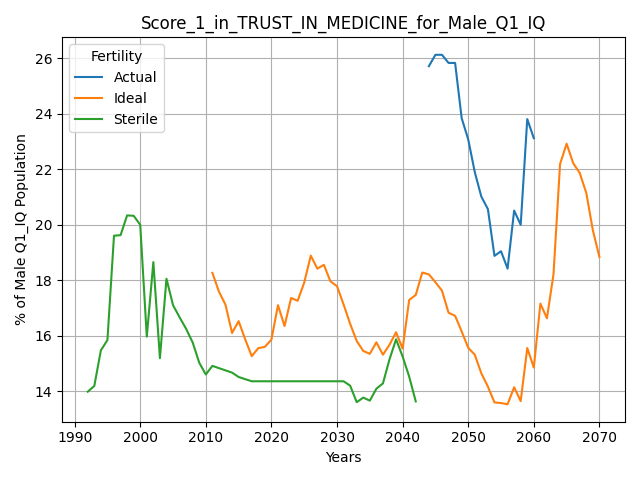 Score_1_in_TRUST_IN_MEDICINE_for_Male_Q1_IQ
Fertility
Actual
Ideal
Sterile
% of Male Q1_IQ Population
26
24
22
20
18
16
14
1990 2000 2010 2020 2030 2040 2050 2060 2070
Years